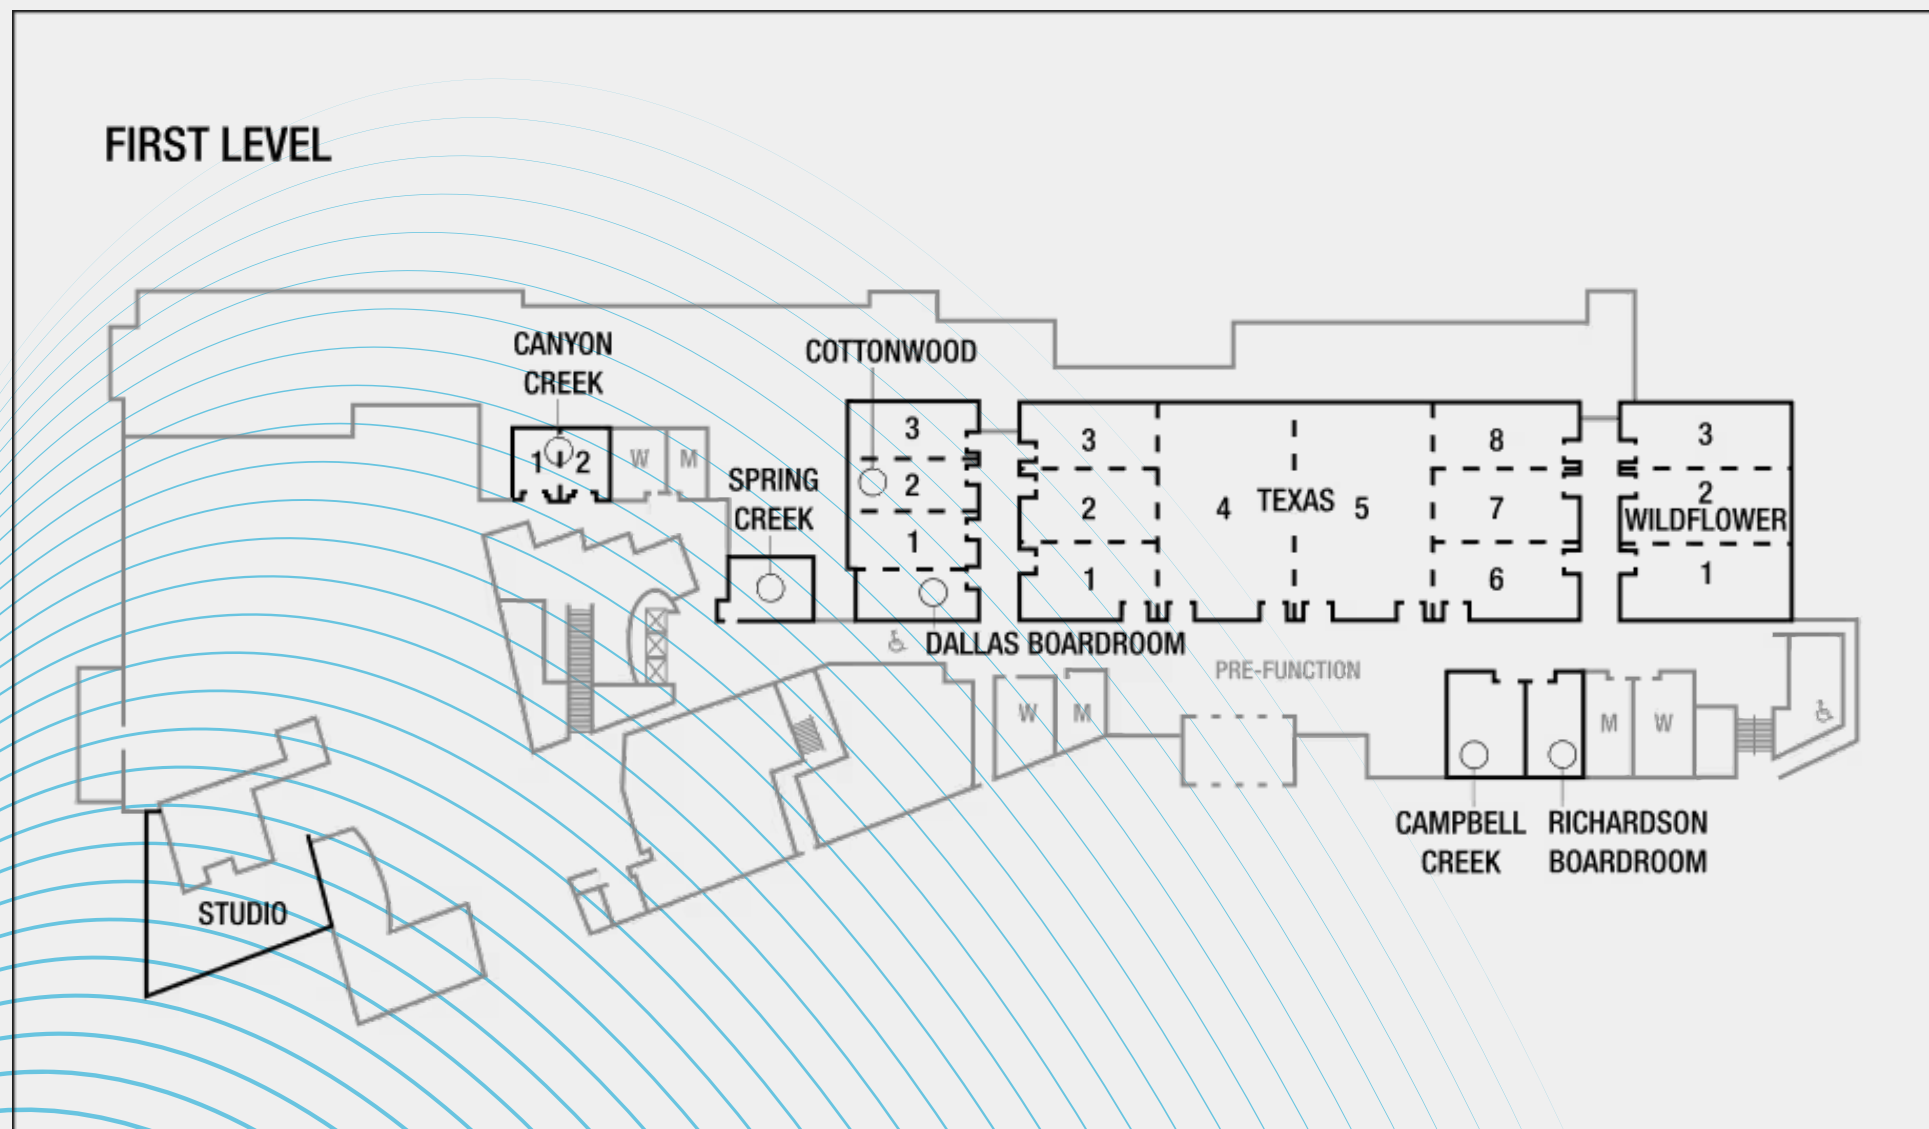 FIRST LEVEL
CANYON
CREEK
1 2
W M
SPRING
CREEK
COTTONWOOD
3
2
1
DALLAS BOARDROOM
3
2
1
4 TEXAS 5
8
7
6
3
2
WILDFLOWER
1
PRE-FUNCTION
W M
M W
CAMPBELL
CREEK
RICHARDSON
BOARDROOM
STUDIO